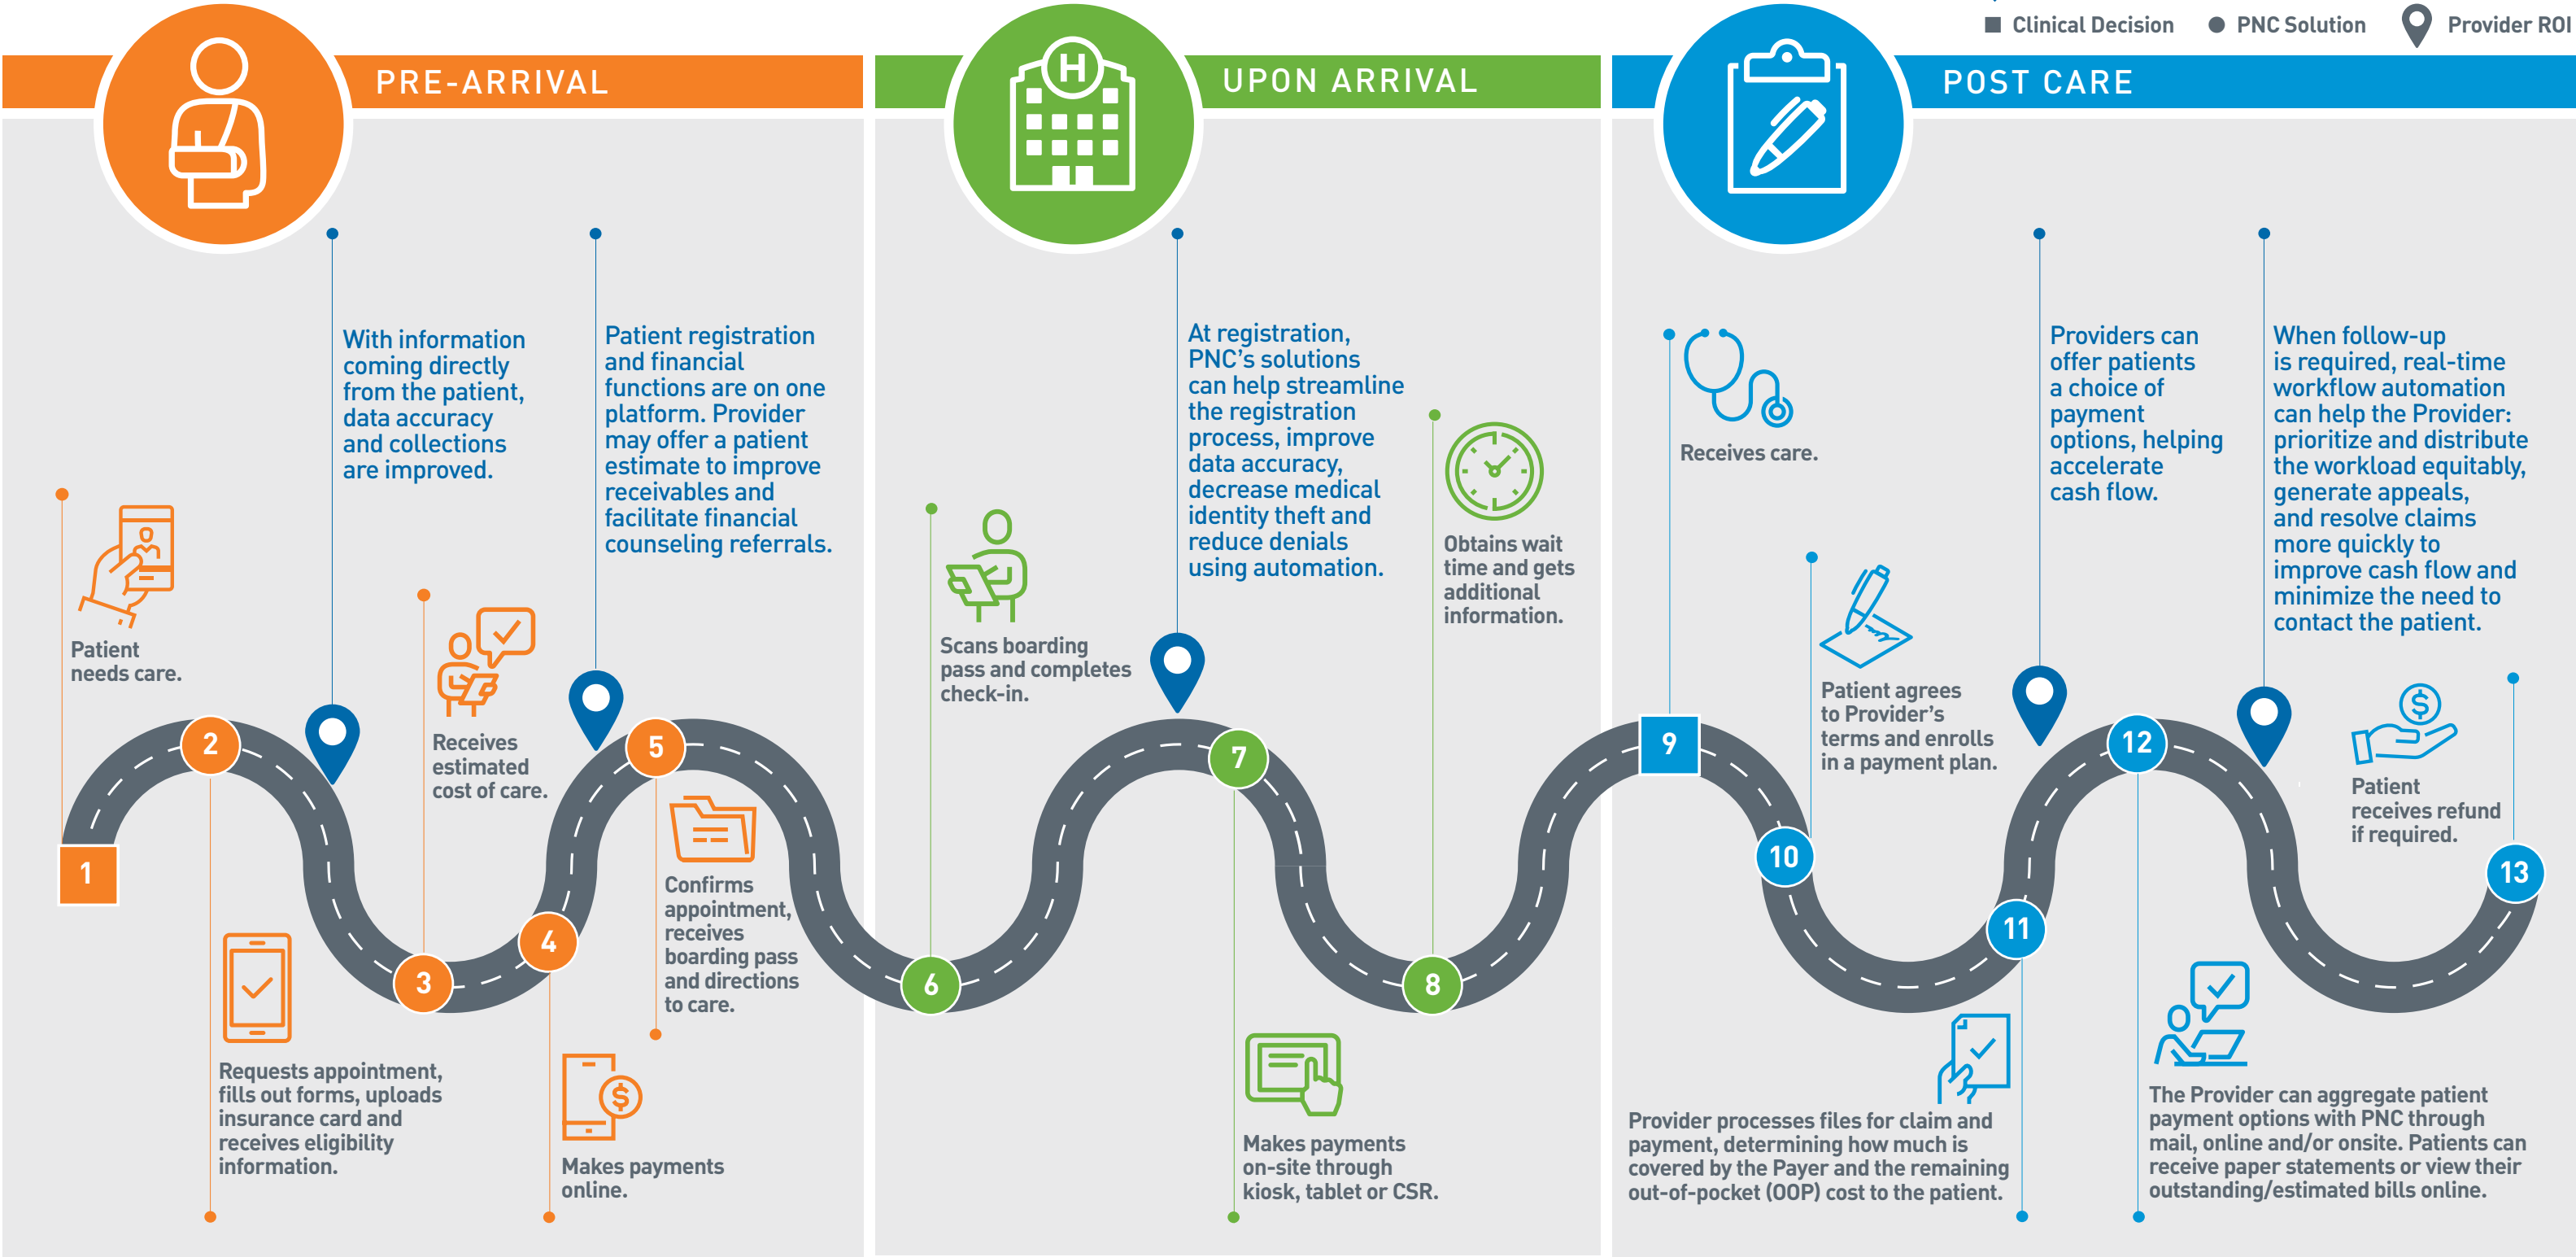 Clinical Decision
PNC Solution
Provider ROI
PRE-ARRIVAL
UPON ARRIVAL
H
POST CARE
With information
coming directly
from the patient,
data accuracy
and collections
are improved.
Patient registration
and financial
functions are on one
platform. Provider
may offer a patient
estimate to improve
receivables and
facilitate financial
counseling referrals.
Patient
needs care.
Receives
estimated
cost of care.
1
2
3
4
5
Confirms
appointment,
receives
boarding pass
and directions
to care.
Requests appointment,
fills out forms, uploads
insurance card and
receives eligibility
information.
$
Makes payments
online.
At registration,
PNC's solutions
can help streamline
the registration
process, improve
data accuracy,
decrease medical
identity theft and
reduce denials
using automation.
Obtains wait
time and gets
additional
information.
Scans boarding
pass and completes
check-in.
6
7
8
Makes payments
on-site through
kiosk, tablet or CSR.
Receives care.
Providers can
offer patients
a choice of
payment
options, helping
accelerate
cash flow.
When follow-up
is required, real-time
workflow automation
can help the Provider:
prioritize and distribute
the workload equitably,
generate appeals,
and resolve claims
more quickly to
improve cash flow and
minimize the need to
contact the patient.
Patient agrees
to Provider's
terms and enrolls
in a payment plan.
$
Patient
receives refund
if required.
9
10
11
12
13
Provider processes files for claim and
payment, determining how much is
covered by the Payer and the remaining
out-of-pocket (OOP) cost to the patient.
The Provider can aggregate patient
payment options with PNC through
mail, online and/or onsite. Patients can
receive paper statements or view their
outstanding/estimated bills online.